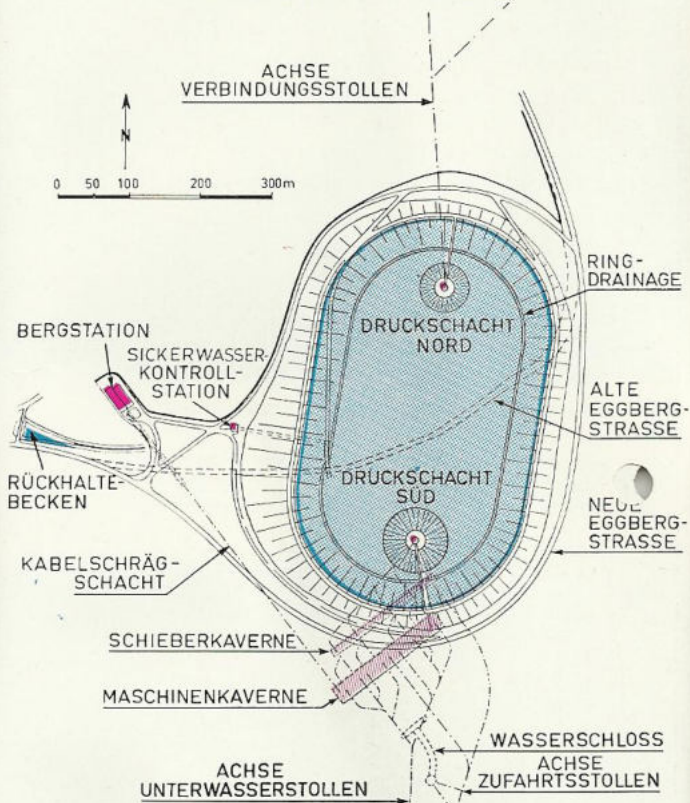 ACHSE
VERBINDUNGSSTOLLEN
N
0 50 100 200 300m
RING-
DRAINAGE
BERGSTATION
SICKERWASSER-
KONTROLL-
STATION
DRUCKSCHACHT
NORD
ALTE
EGGBERG-
STRASSE
RÜCKHALTE-
BECKEN
DRUCKSCHACHT
SÜD
NEUE
EGGBERG-
STRASSE
KABELSCHRÄG-
SCHACHT
SCHIEBERKAVERNE
MASCHINENKAVERNE
WASSERSCHLOSS
ACHSE
ZUFAHRTSSTOLLEN
ACHSE
UNTERWASSERSTOLLEN